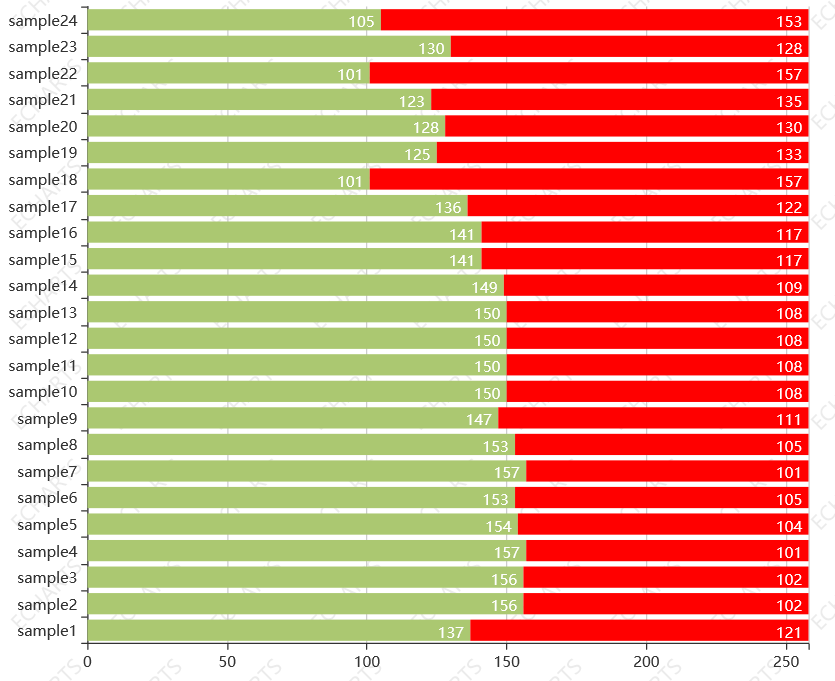 sample24 105 153
sample23 130 128
sample22 101 157
sample21 123 135
sample20 128 130
sample19 125 133
sample18 101 157
sample17 136 122
sample16 141 117
sample15 141 117
sample14 149 109
sample13 150 108
sample12 150 108
sample11 150 108
sample10 150 108
sample9 147 111
sample8 153 105
sample7 157 101
sample6 153 105
sample5 154 104
sample4 157 101
sample3 156 102
sample2 156 102
sample1 137 121
0 50 100 150 200 250
ECHARTS